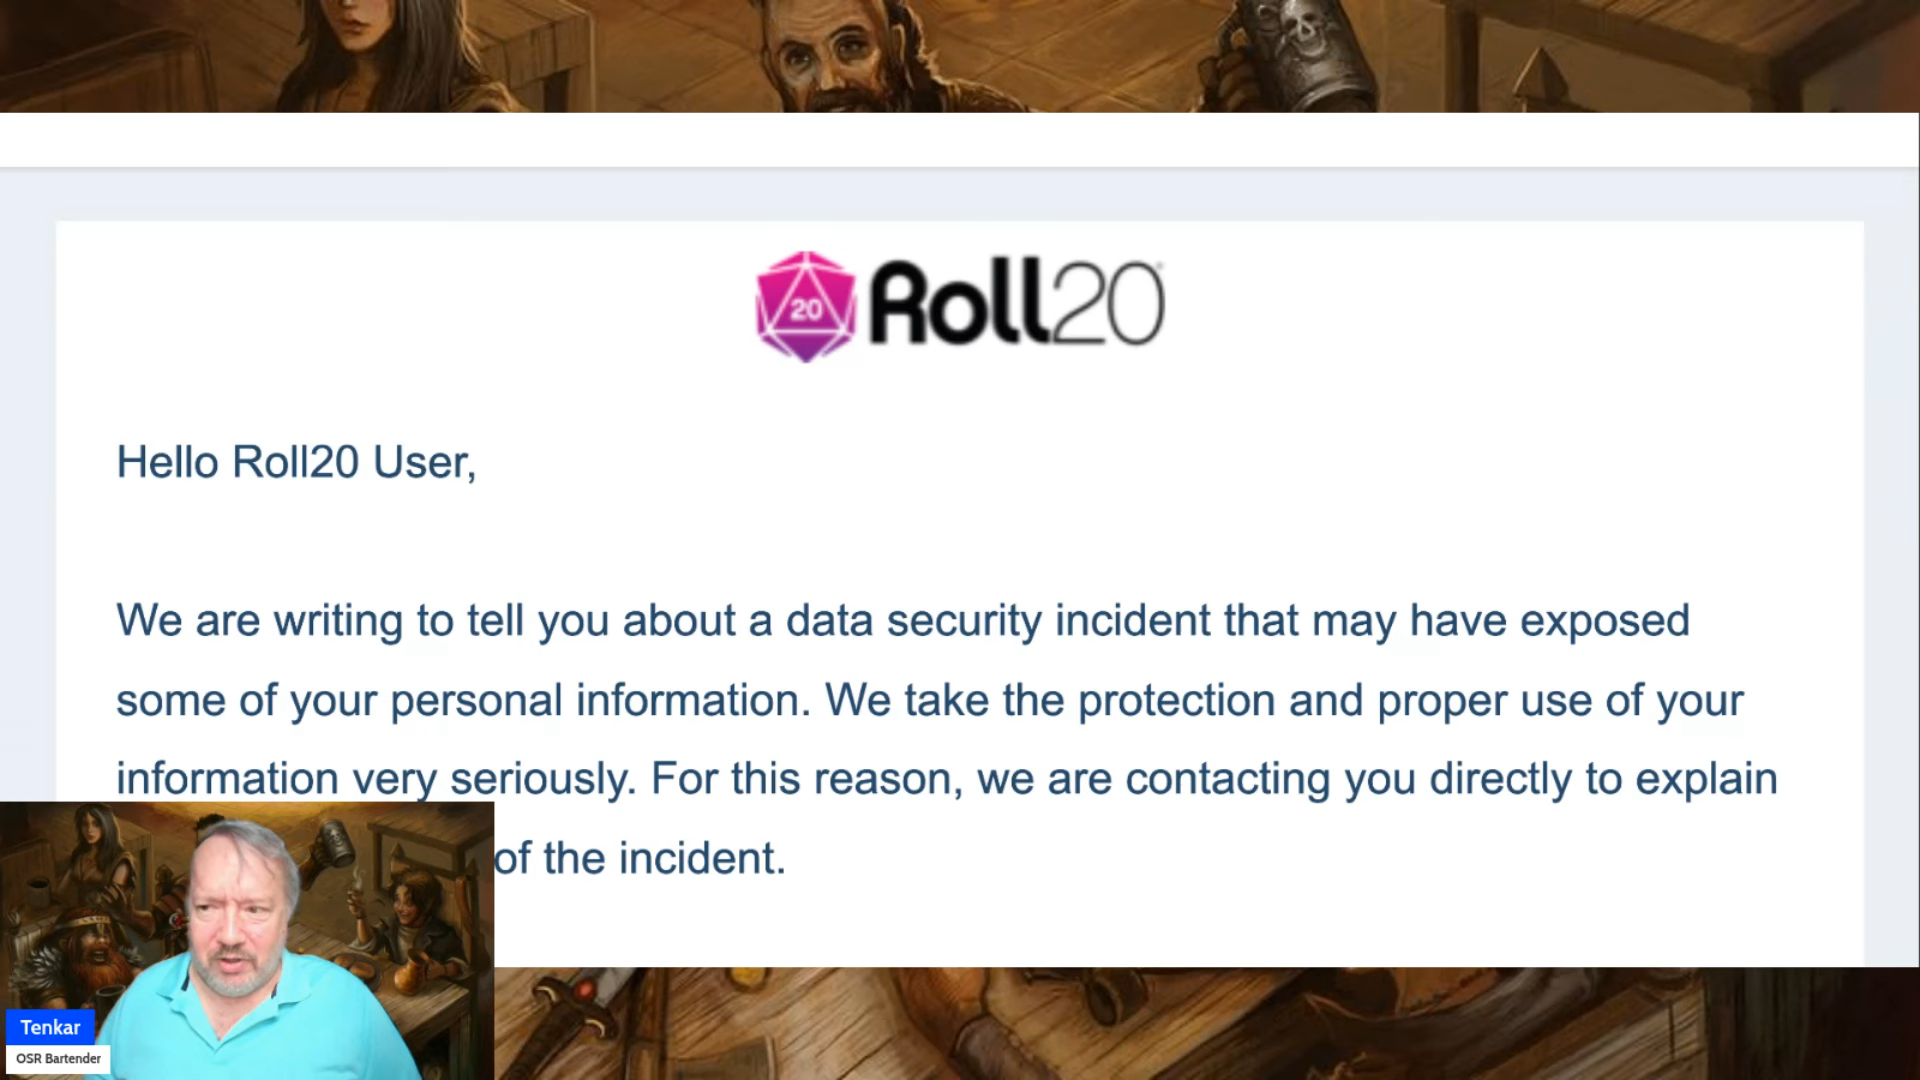 20 Roll20
Hello Roll20 User,
We are writing to tell you about a data security incident that may have exposed
some of your personal information. We take the protection and proper use of your
information very seriously. For this reason, we are contacting you directly to explain
of the incident.
Tenkar
OSR Bartender